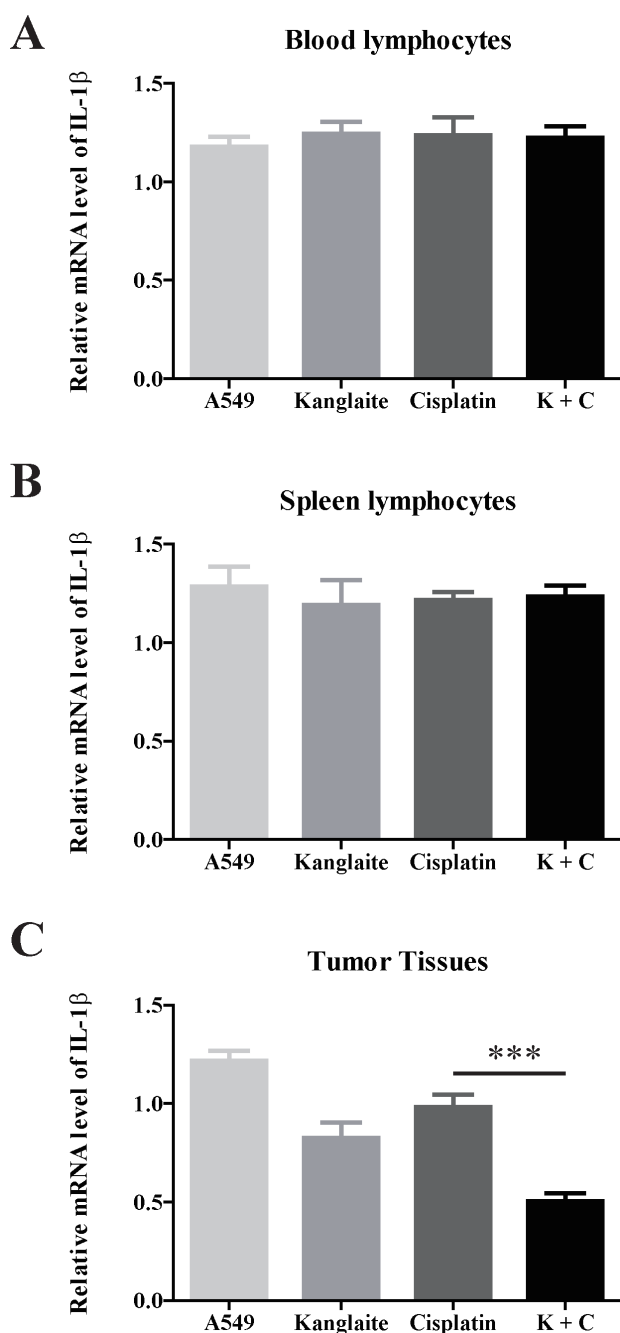 A
Blood lymphocytes
Relative mRNA level of IL-1β
1.5
1.0
0.5
0.0
A549 Kanglaite Cisplatin K + C
B
Spleen lymphocytes
Relative mRNA level of IL-1β
1.5
1.0
0.5
0.0
A549 Kanglaite Cisplatin K + C
C
Tumor Tissues
Relative mRNA level of IL-1β
1.5
***
1.0
0.5
0.0
A549 Kanglaite Cisplatin K + C